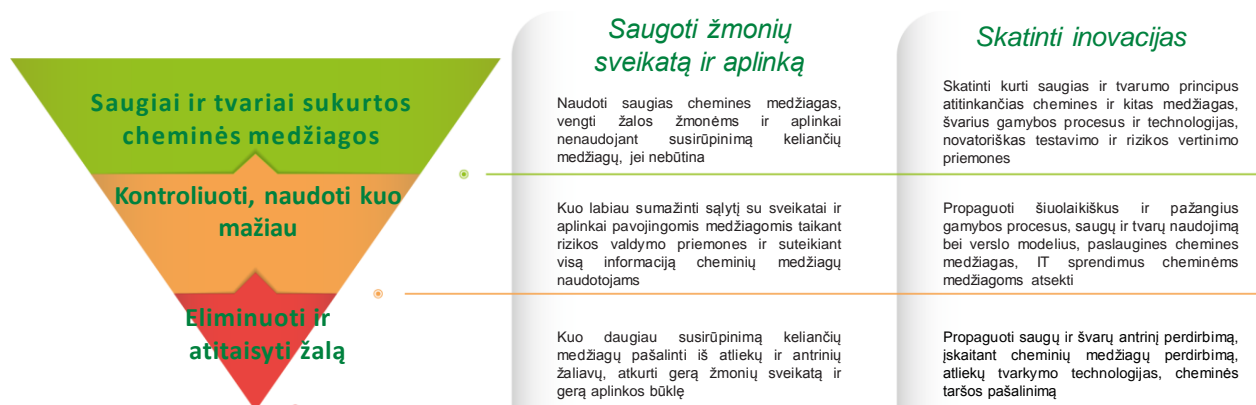 Saugiai ir tvariai sukurtos
cheminės medžiagos
Kontroliuoti, naudoti kuo
mažiau
Eliminuoti ir
atitaisyti žalą
Saugoti žmonių
sveikatą ir aplinką
Naudoti saugias chemines medžiagas,
vengti žalos žmonėms ir aplinkai
nenaudojant susirūpinimą keliančių
medžiagų, jei nebūtina
Kuo labiau sumažinti sąlytį su sveikatai ir
aplinkai pavojingomis medžiagomis taikant
rizikos valdymo priemones ir suteikiant
visą informaciją cheminių medžiagų
naudotojams
Kuo daugiau susirūpinimą keliančių
medžiagų pašalinti iš atliekų ir antrinių
žaliavų, atkurti gerą žmonių sveikatą ir
gerą aplinkos būklę
Skatinti inovacijas
Skatinti kurti saugias ir tvarumo principus
atitinkančias chemines ir kitas medžiagas,
švarius gamybos procesus ir technologijas,
novatoriškas testavimo ir rizikos vertinimo
priemones
Propaguoti šiuolaikiškus ir pažangius
gamybos procesus, saugų ir tvarų naudojimą
bei verslo modelius, paslaugines chemines
medžiagas, IT sprendimus cheminėms
medžiagoms atsekti
Propaguoti saugų ir švarų antrinį perdirbimą,
įskaitant cheminių medžiagų perdirbimą,
atliekų tvarkymo technologijas, cheminės
taršos pašalinimą